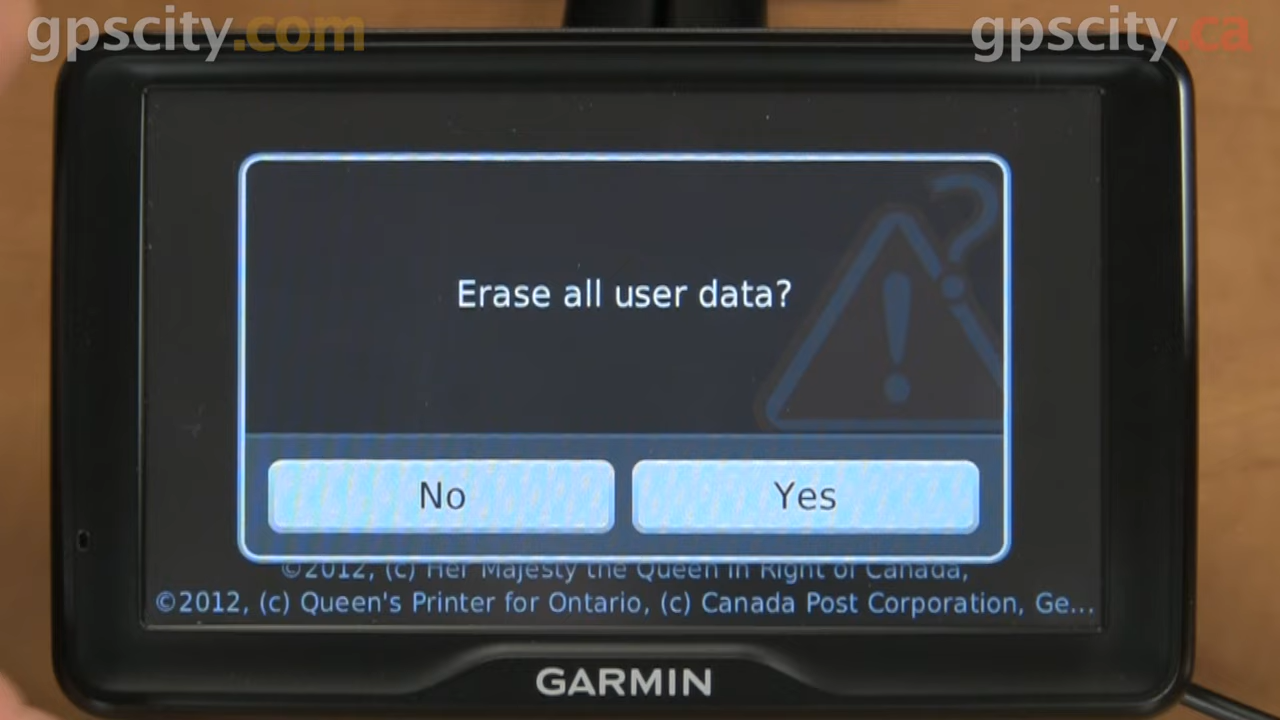 gpscity.com
gpscity.ca
Erase all user data?
No
Yes
©2012, (c) Her Majesty the Queen in Right of Canada,
©2012, (c) Queen's Printer for Ontario, (c) Canada Post Corporation, Ge...
GARMIN